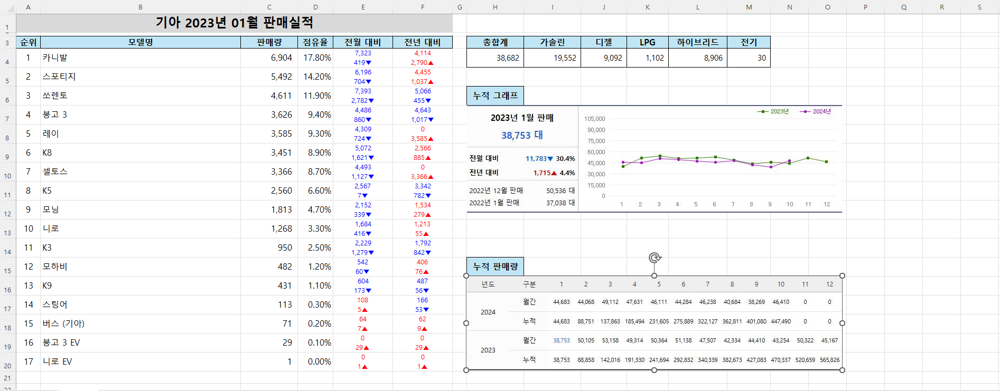 A B C D E F G H I J K L M N O P Q R S
1 기아 2023년 01월 판매실적
3 순위 모델명 판매량 점유율 전월 대비 전년 대비 총합계 가솔린 디젤 LPG 하이브리드 전기
7,323 4,114
4 1 카니발 6,904 17.80% 38,682 19,552 9,092 1,102 8,906 30
419▼ 2,790▲
6,196 4,455
5 2 스포티지 5,492 14.20%
704▼ 1,037▲
7,393 5,066
6 3 쏘렌토 4,611 11.90% 누적 그래프
2,782▼ 455▼
4,486 4,643
7 4 봉고 3 3,626 9.40%
860▼ 1,017▼
4,309 0
8 5 레이 3,585 9.30%
724▼ 3,585▲
5,072 2,566
9 6 K8 3,451 8.90%
1,621▼ 885▲
4,493 0
10 7 셀토스 3,366 8.70%
1,127▼ 3,366▲
2,567 3,342
11 8 K5 2,560 6.60%
7▼ 782▼
2,152 1,534
12 9 모닝 1,813 4.70%
339▼ 279▲
1,684 1,213
13 10 니로 1,268 3.30%
416▼ 55▲
2,229 1,792
14 11 K3 950 2.50%
1,279▼ 842▼
542 406
15 12 모하비 482 1.20%
60▼ 76▲
604 487
16 13 K9 431 1.10%
173▼ 56▼
108 166
17 14 스팅어 113 0.30%
5▲ 53▼
64 62
18 15 버스 (기아) 71 0.20%
7▲ 9▲
0 0
19 16 봉고 3 EV 29 0.10%
29▲ 29▲
0 0
20 17 니로 EV 1 0.00%
1▲ 1▲
21
2023년 1월 판매
38,753 대
전월 대비 11,783▼ 30.4%
전년 대비 1,715▲ 4.4%
2022년 12월 판매 50,536 대
2022년 1월 판매 37,038 대
2023년 2024년
105,000
90,000
75,000
60,000
45,000
30,000
15,000
0
1 2 3 4 5 6 7 8 9 10 11 12
누적 판매량
년도 구분 1 2 3 4 5 6 7 8 9 10 11 12
월간 44,683 44,068 49,112 47,631 46,111 44,284 46,238 40,684 38,269 46,410 0 0
2024
누적 44,683 88,751 137,863 185,494 231,605 275,889 322,127 362,811 401,080 447,490 0 0
월간 38,753 50,105 53,158 49,314 50,364 51,138 47,507 42,334 44,410 43,254 50,322 45,167
2023
누적 38,753 88,858 142,016 191,330 241,694 292,832 340,339 382,673 427,083 470,337 520,659 565,826